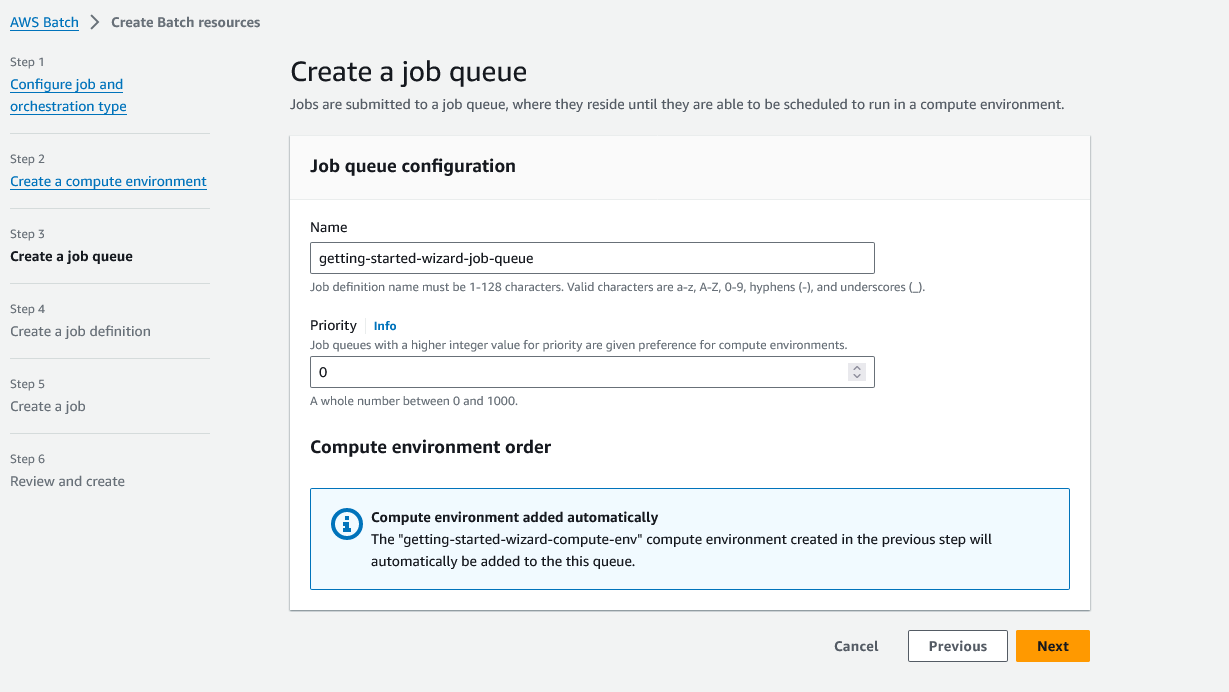 AWS Batch > Create Batch resources
Step 1
Configure job and
orchestration type
Step 2
Create a compute environment
Step 3
Create a job queue
Step 4
Create a job definition
Step 5
Create a job
Step 6
Review and create
Create a job queue
Jobs are submitted to a job queue, where they reside until they are able to be scheduled to run in a compute environment.
Job queue configuration
Name
getting-started-wizard-job-queue
Job definition name must be 1-128 characters. Valid characters are a-z, A-Z, 0-9, hyphens (-), and underscores (_).
Priority Info
Job queues with a higher integer value for priority are given preference for compute environments.
0
A whole number between 0 and 1000.
Compute environment order
Compute environment added automatically
The "getting-started-wizard-compute-env" compute environment created in the previous step will
automatically be added to the this queue.
Cancel Previous Next